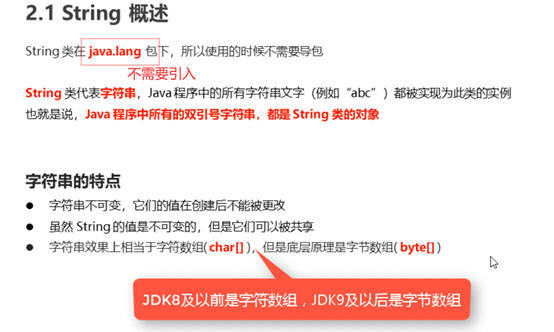 2.1 String 概述
String 类在 java.lang 包下，所以使用的时候不需要导包
不需要引入
String 类代表字符串，Java 程序中的所有字符串文字（例如“abc”）都被实现为此类的实例
也就是说，Java 程序中所有的双引号字符串，都是 String 类的对象
字符串的特点
● 字符串不可变，它们的值在创建后不能被更改
● 虽然 String 的值是不可变的，但是它们可以被共享
● 字符串效果上相当于字符数组( char[] )，但是底层原理是字节数组( byte[] )
JDK8及以前是字符数组，JDK9及以后是字节数组